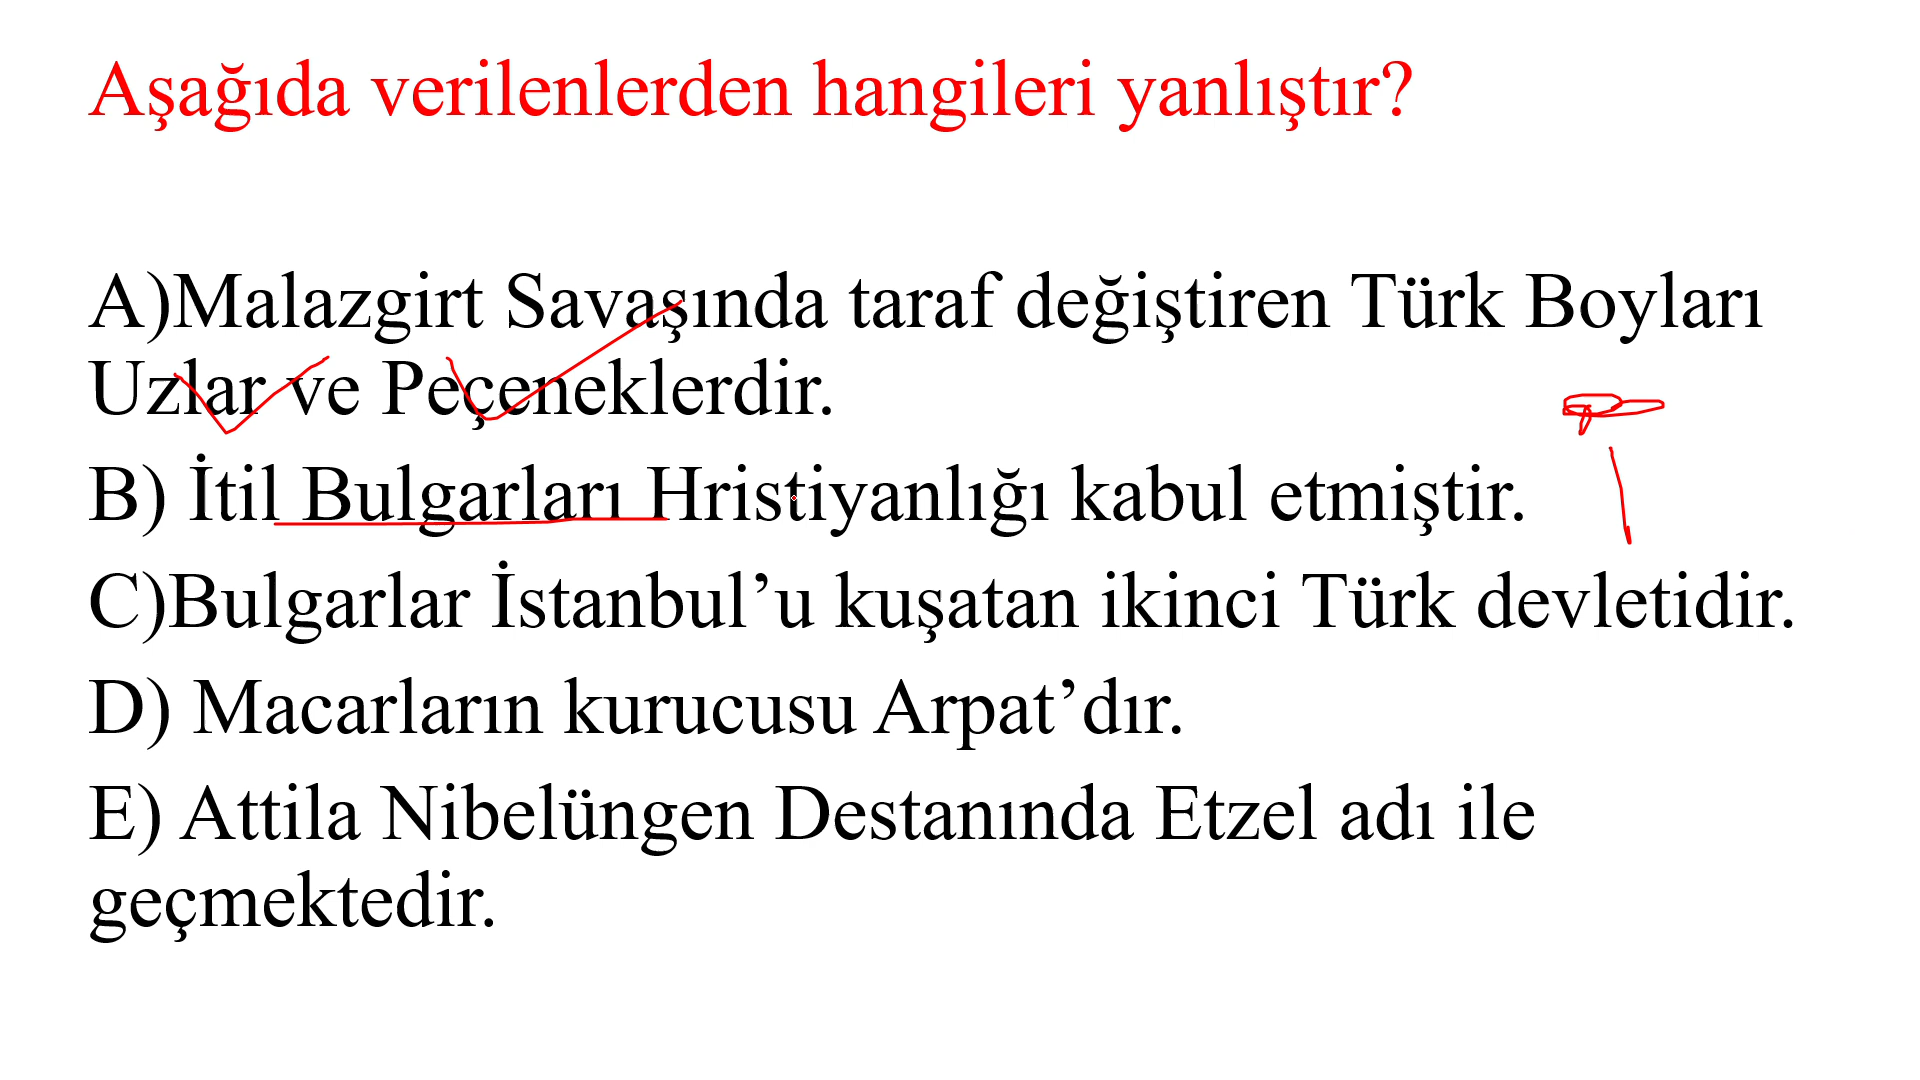 Aşağıda verilenlerden hangileri yanlıştır?
A)Malazgirt Savaşında taraf değiştiren Türk Boyları
Uzlar ve Peçeneklerdir.
B) İtil Bulgarları Hristiyanlığı kabul etmiştir.
C)Bulgarlar İstanbul’u kuşatan ikinci Türk devletidir.
D) Macarların kurucusu Arpat’dır.
E) Attila Nibelüngen Destanında Etzel adı ile
geçmektedir.